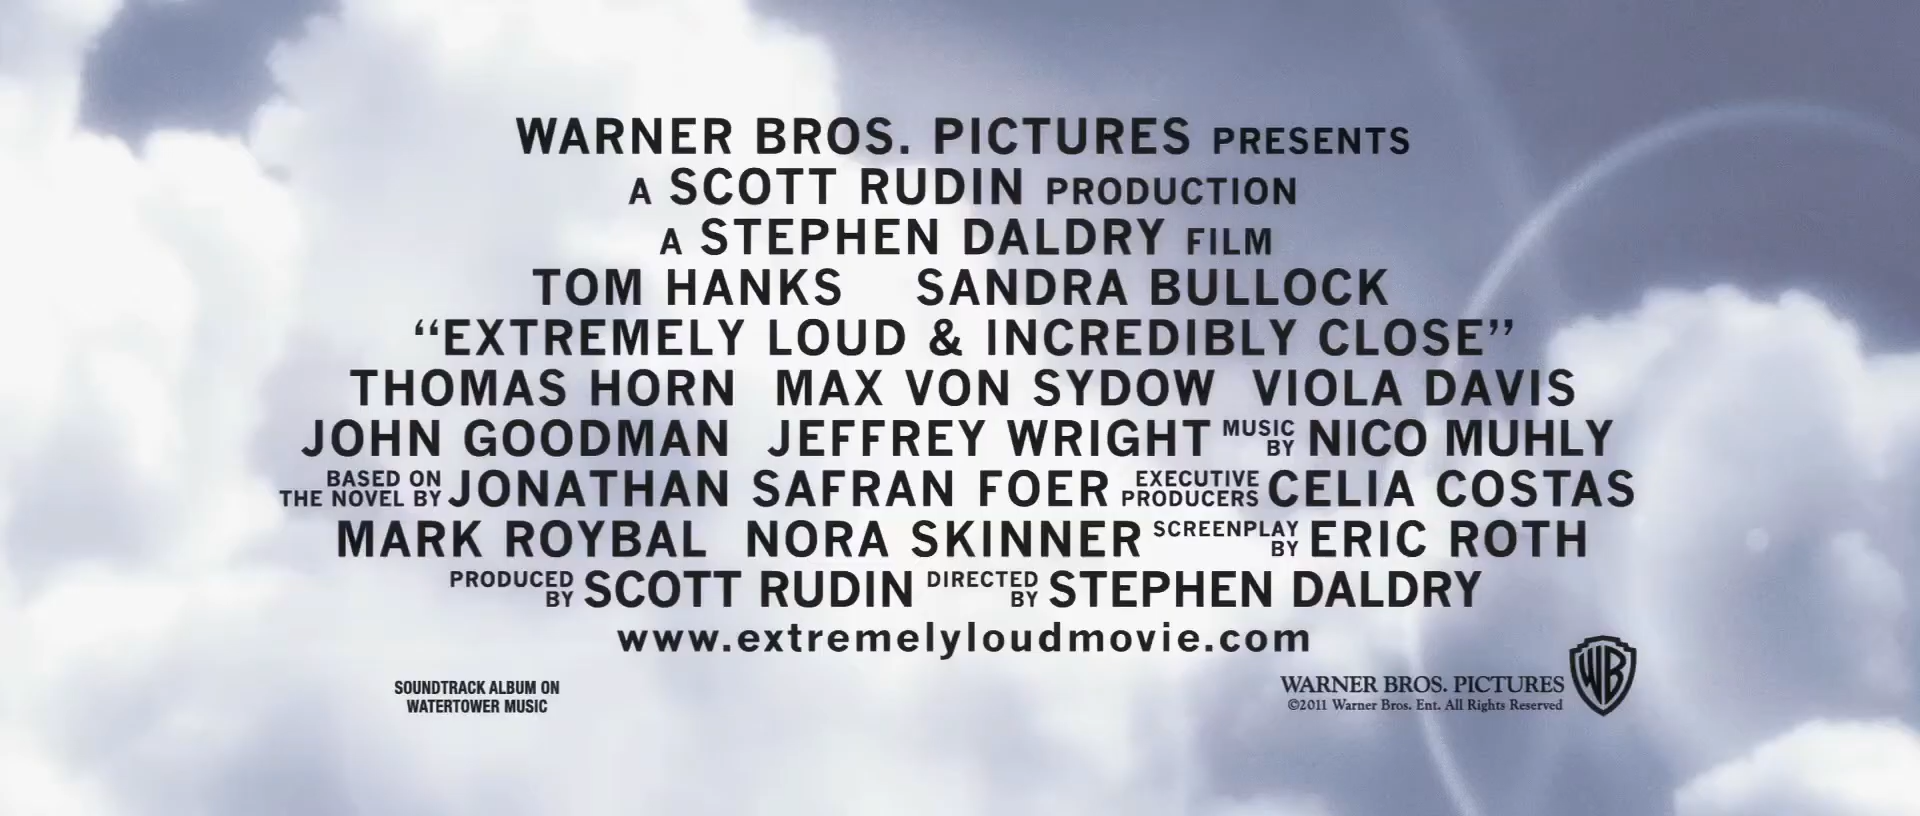 WARNER BROS. PICTURES PRESENTS
A SCOTT RUDIN PRODUCTION
A STEPHEN DALDRY FILM
TOM HANKS SANDRA BULLOCK
“EXTREMELY LOUD & INCREDIBLY CLOSE”
THOMAS HORN MAX VON SYDOW VIOLA DAVIS
JOHN GOODMAN JEFFREY WRIGHT MUSIC BY NICO MUHLY
BASED ON THE NOVEL BY JONATHAN SAFRAN FOER EXECUTIVE PRODUCERS CELIA COSTAS
MARK ROYBAL NORA SKINNER SCREENPLAY BY ERIC ROTH
PRODUCED BY SCOTT RUDIN DIRECTED BY STEPHEN DALDRY
www.extremelyloudmovie.com
SOUNDTRACK ALBUM ON
WATERTOWER MUSIC
WARNER BROS. PICTURES
©2011 Warner Bros. Ent. All Rights Reserved
WB